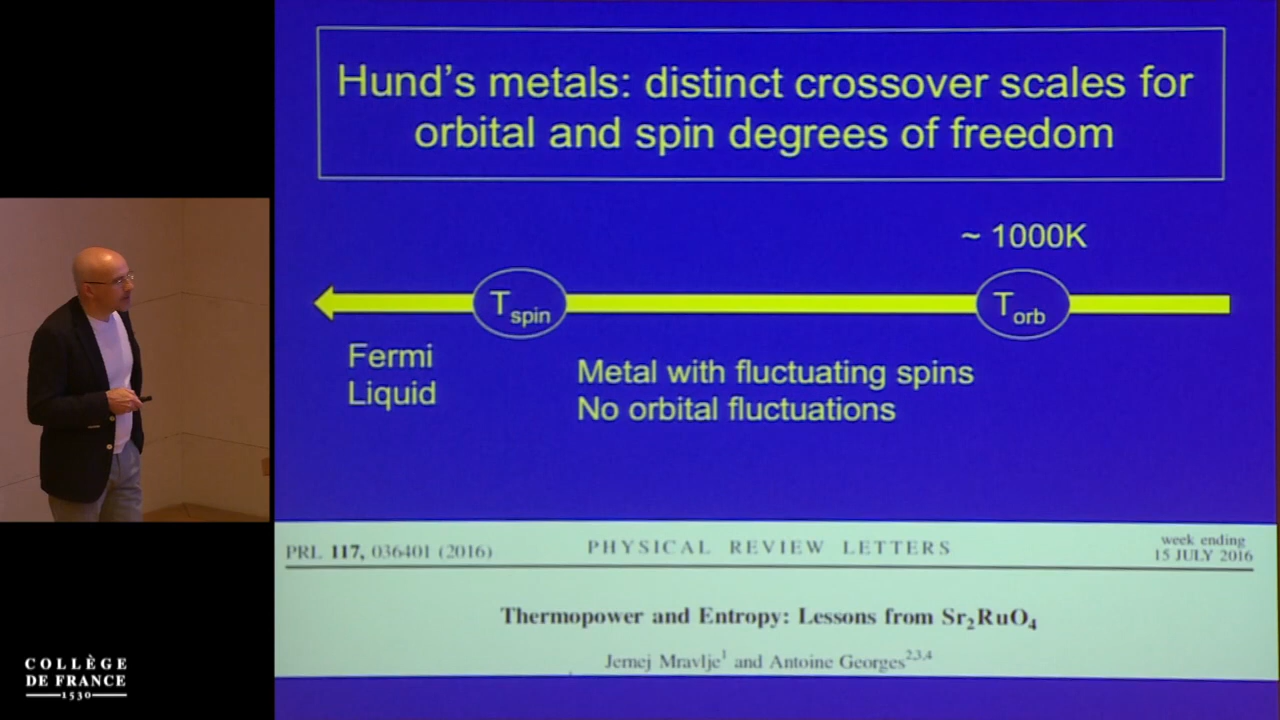 Hund's metals: distinct crossover scales for
orbital and spin degrees of freedom
~ 1000K
Tspin
Torb
Fermi
Liquid
Metal with fluctuating spins
No orbital fluctuations
PRL 117, 036401 (2016)
PHYSICAL REVIEW LETTERS
week ending
15 JULY 2016
Thermopower and Entropy: Lessons from Sr2RuO4
Jernej Mravlje1 and Antoine Georges2,3,4
COLLÈGE
DE FRANCE
1530